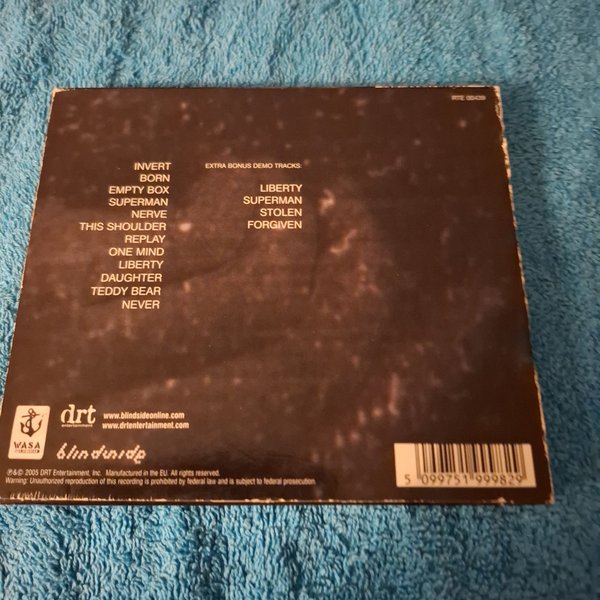 RTE 00439
INVERT
BORN
EMPTY BOX
SUPERMAN
NERVE
THIS SHOULDER
REPLAY
ONE MIND
LIBERTY
DAUGHTER
TEDDY BEAR
NEVER
EXTRA BONUS DEMO TRACKS:
LIBERTY
SUPERMAN
STOLEN
FORGIVEN
WASA
drt
entertainment
www.blindsideonline.com
www.drtentertainment.com
blindside
℗&© 2005 DRT Entertainment, Inc. Manufactured in the EU. All rights reserved.
Warning: Unauthorized reproduction of this recording is prohibited by federal law and is subject to federal prosecution
5 099751 999829